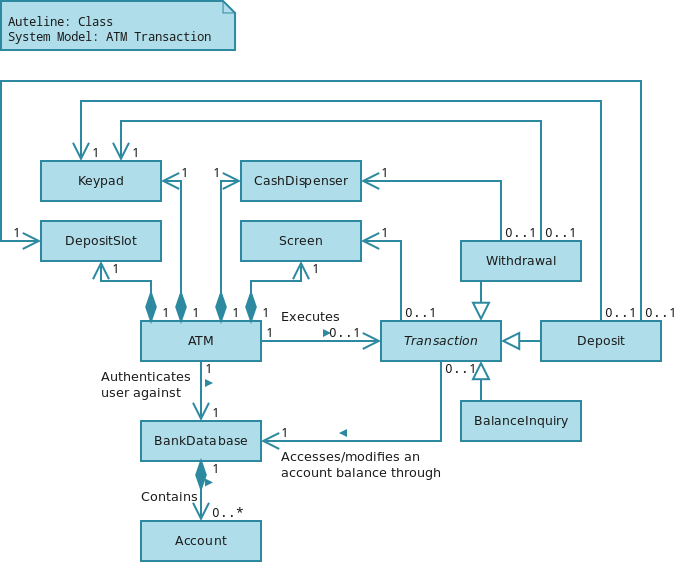 Auteline: Class
System Model: ATM Transaction
1
1
Keypad
1
1
CashDispenser
1
1
DepositSlot
Screen
1
0..1
0..1
Withdrawal
1
1
1
1
1
1
Executes
0..1
0..1
0..1
ATM
1
0..1
Transaction
Deposit
1
0..1
Authenticates
user against
1
BankDatabase
1
BalanceInquiry
1
Accesses/modifies an
account balance through
Contains
0..*
Account